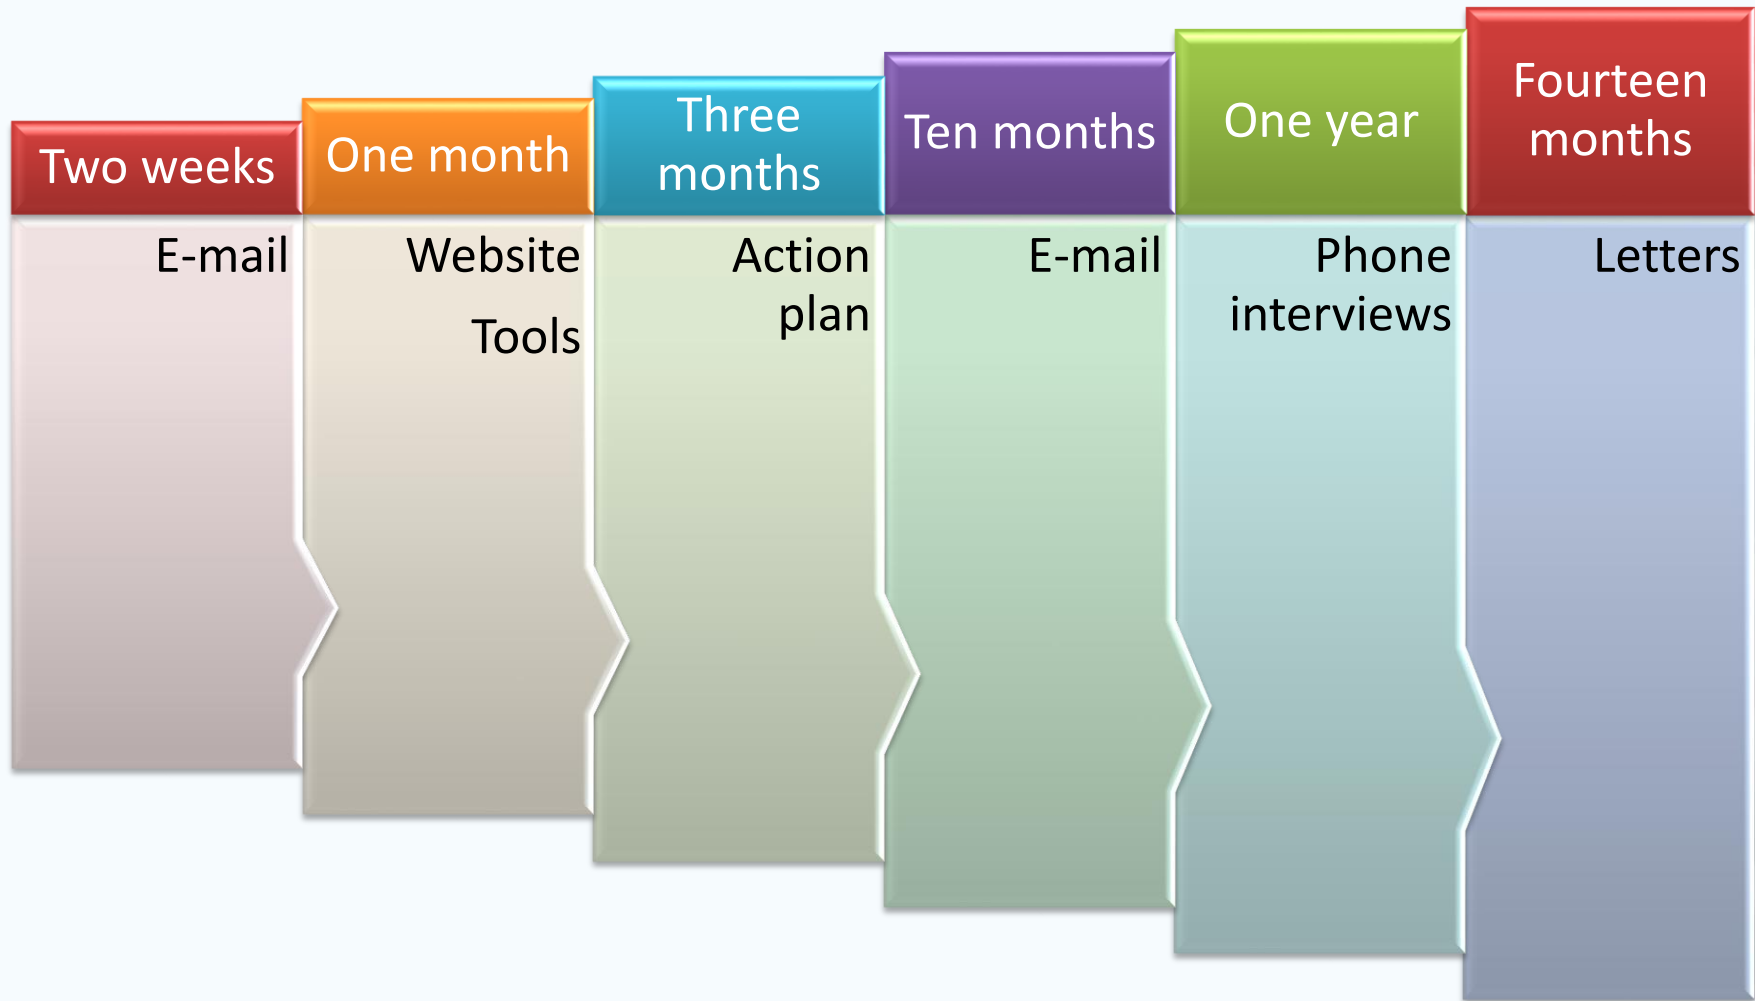 Two weeks
E-mail
One month
Website
Tools
Three
months
Action
plan
Ten months
E-mail
One year
Phone
interviews
Fourteen
months
Letters